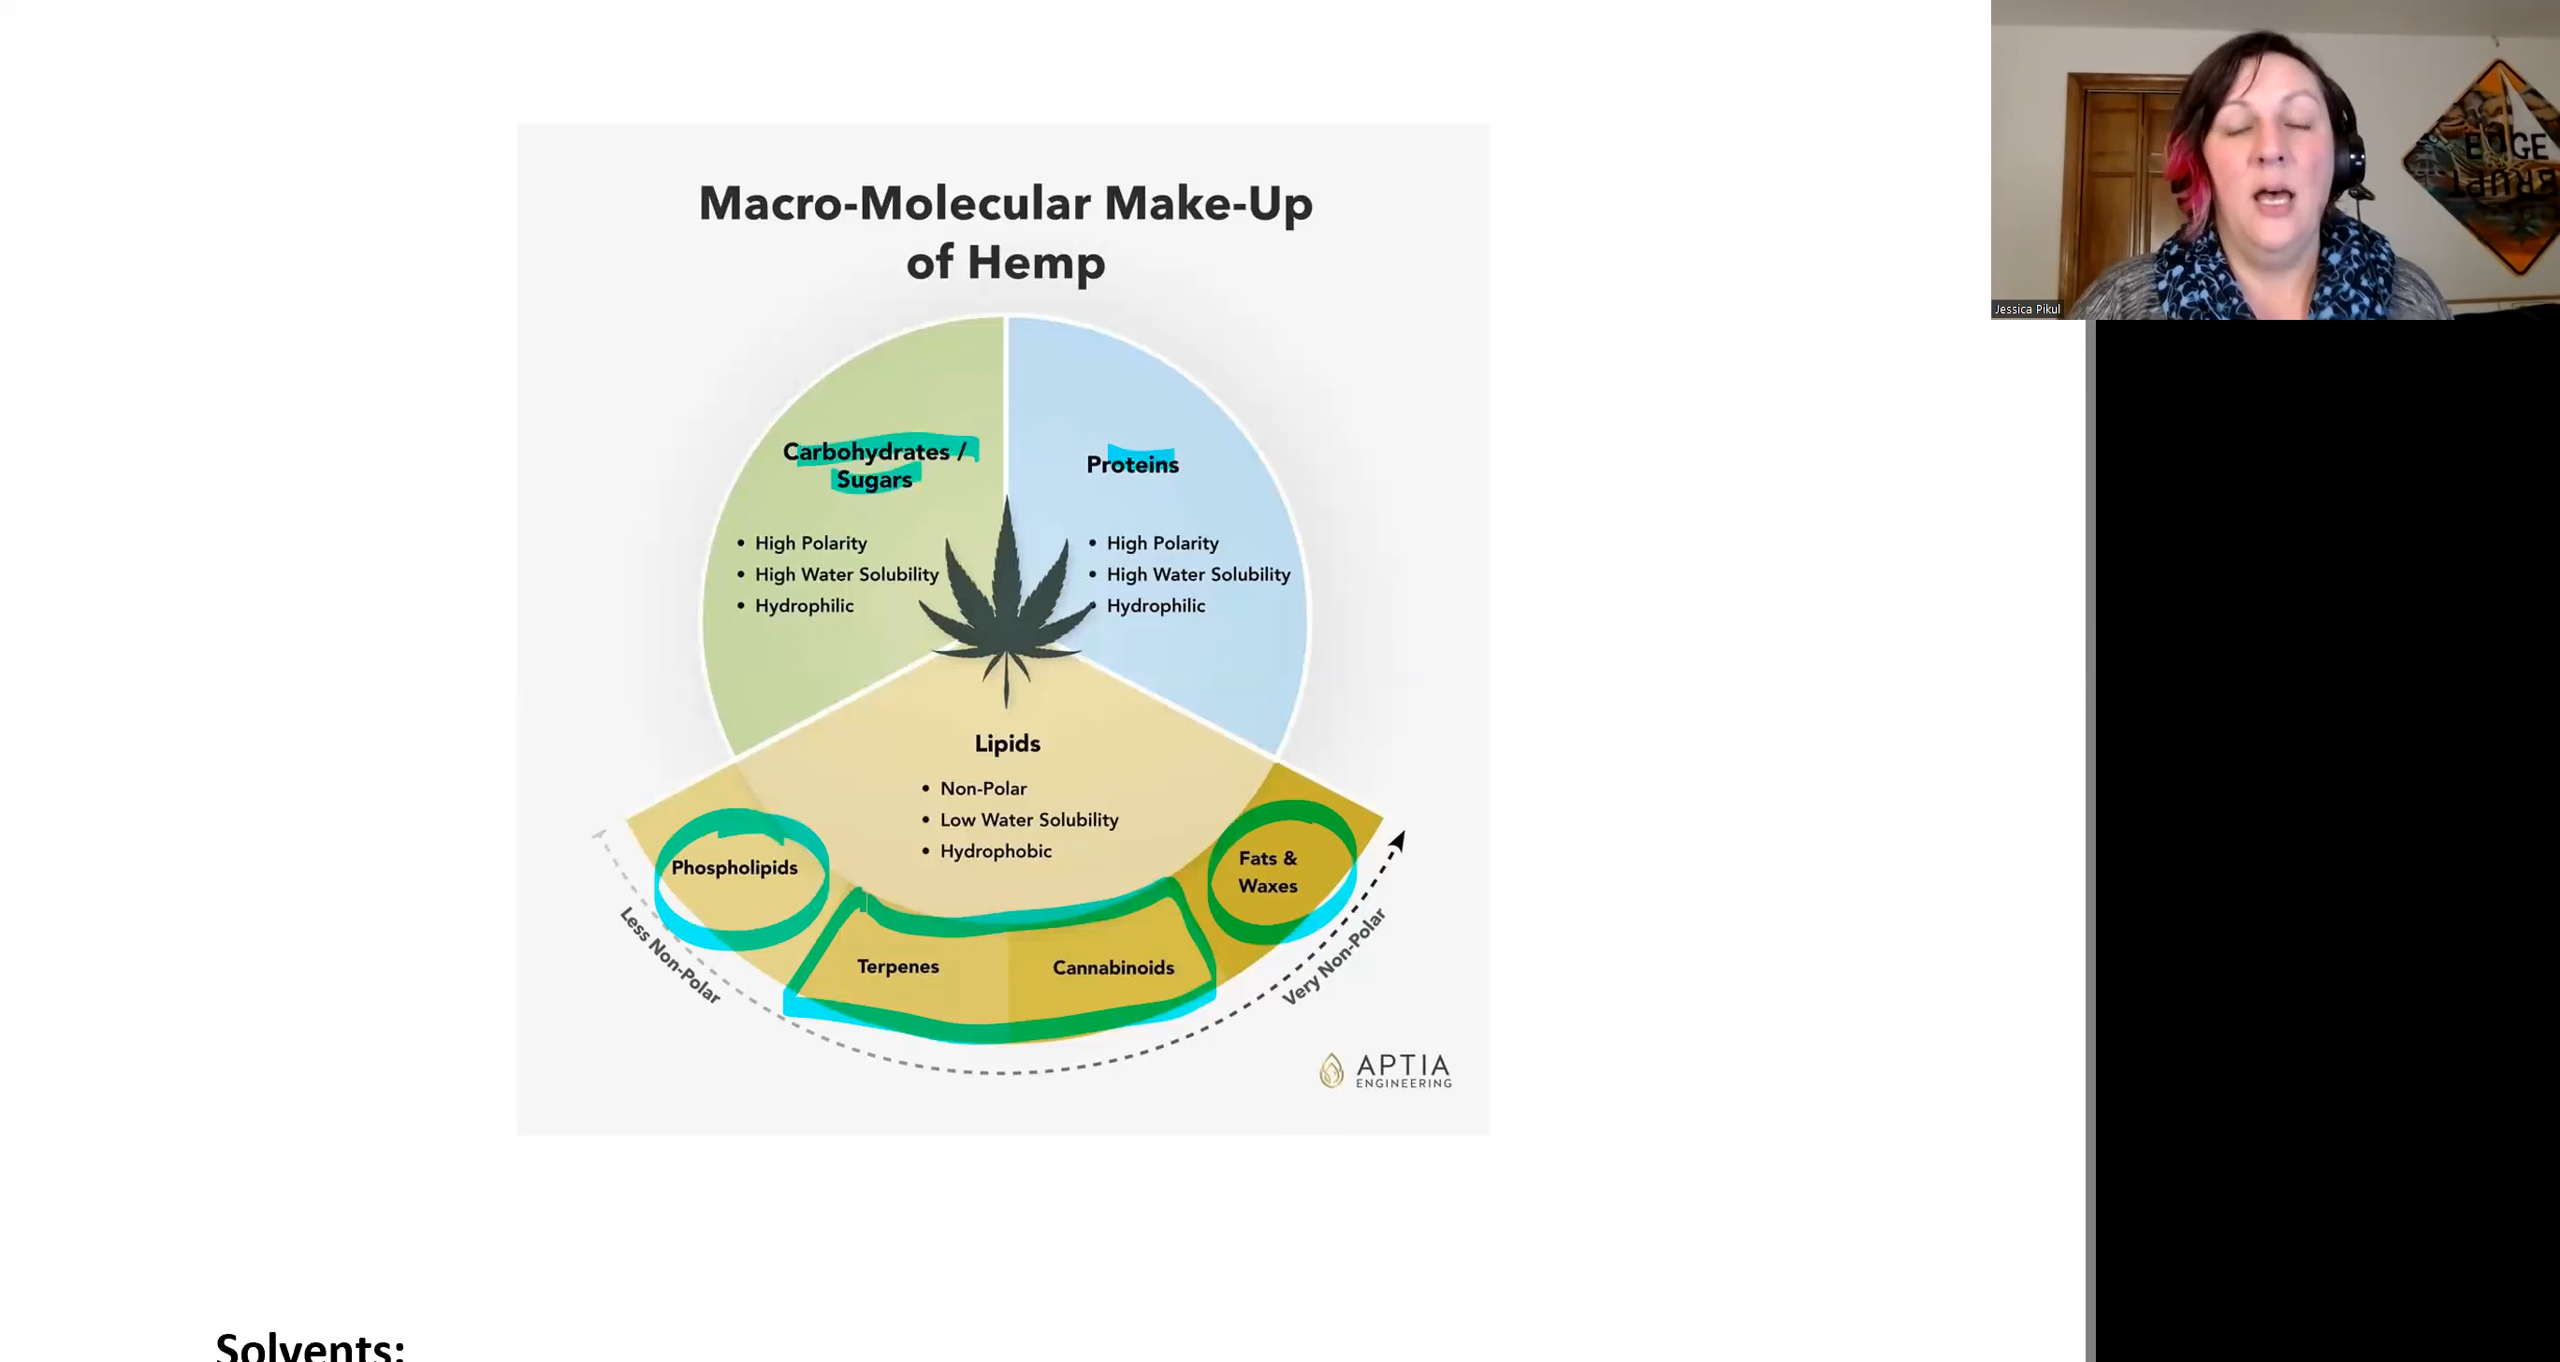 Macro-Molecular Make-Up
of Hemp
Carbohydrates /
Sugars
• High Polarity
• High Water Solubility
• Hydrophilic
Proteins
• High Polarity
• High Water Solubility
• Hydrophilic
Lipids
• Non-Polar
• Low Water Solubility
• Hydrophobic
Phospholipids
Terpenes
Cannabinoids
Fats &
Waxes
Less Non-Polar
Very Non-Polar
APTIA
ENGINEERING
Solvents:
Jessica Pikul
EDGE